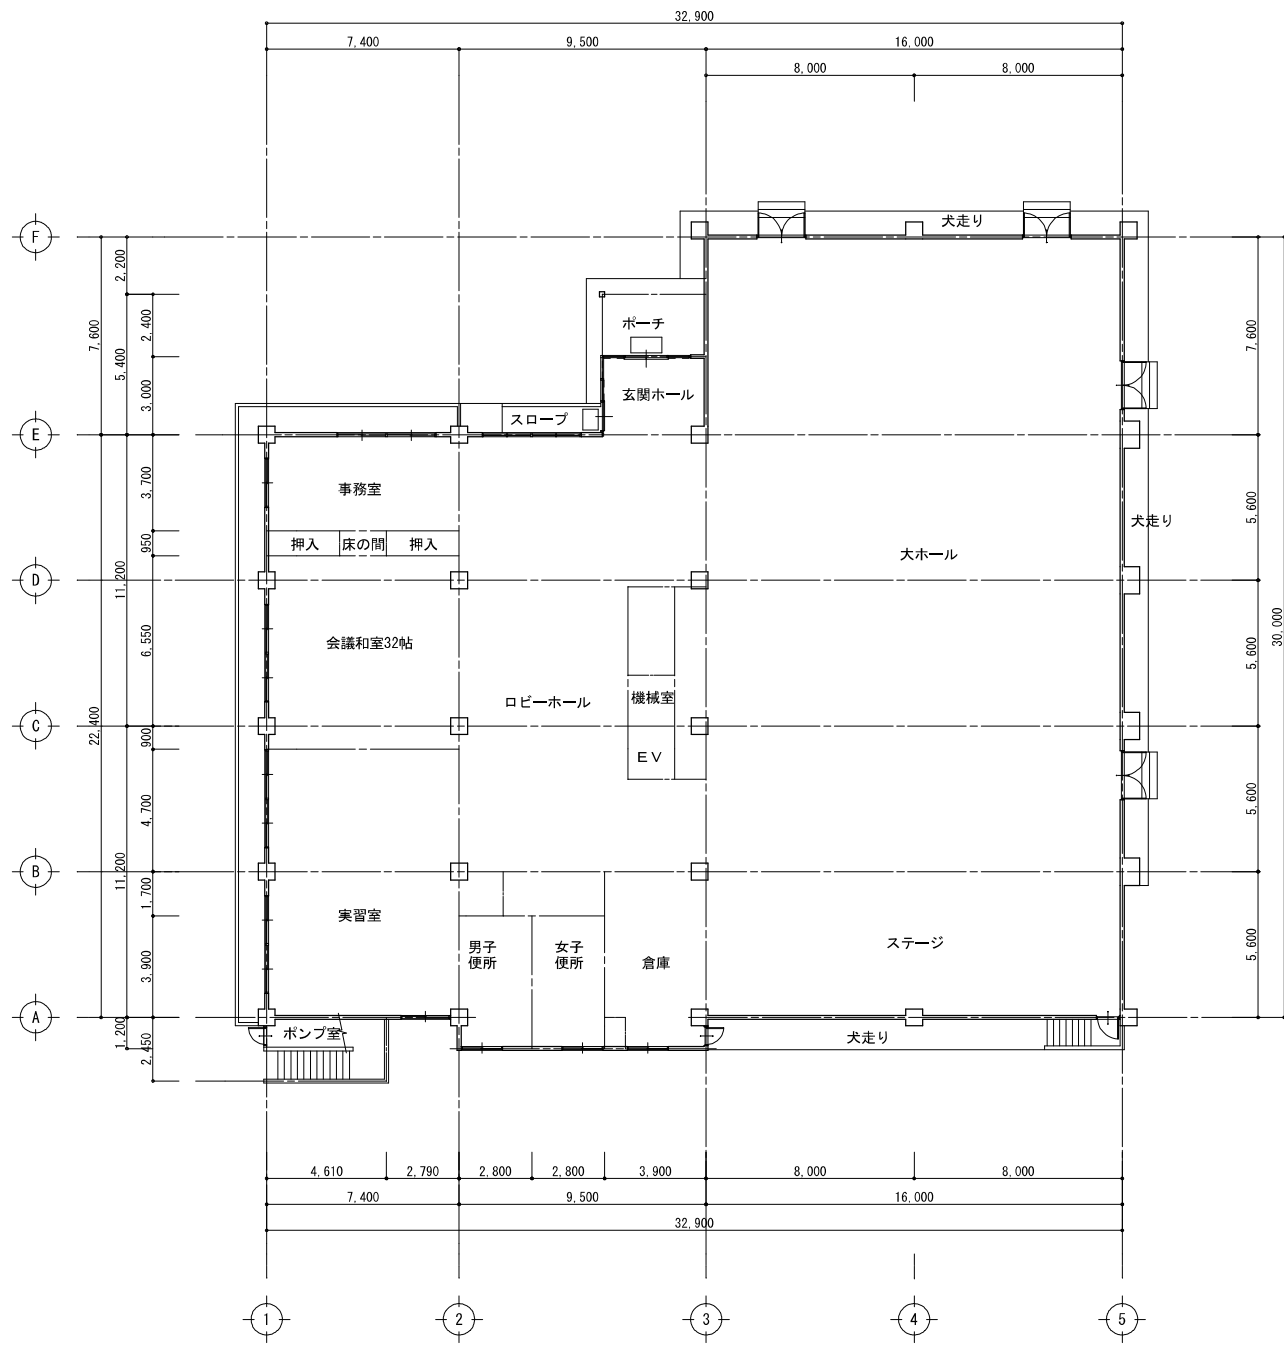 32,900
7,400 9,500 16,000
8,000 8,000
F
犬走り
2,200
7,600
2,400
5,400
3,000
7,600
ポーチ
玄関ホール
スロープ
E
3,700
事務室
5,600
犬走り
950
押入 床の間 押入
大ホール
D
11,200
6,550
会議和室32帖
30,000
5,600
機械室
ロビーホール
C
22,400
900
EV
4,700
5,600
B
11,200
1,700
実習室
男子
便所
女子
便所
倉庫
ステージ
3,900
5,600
A
1,200
2,450
ポンプ室
犬走り
4,610 2,790 2,800 2,800 3,900 8,000 8,000
7,400 9,500 16,000
32,900
1 2 3 4 5